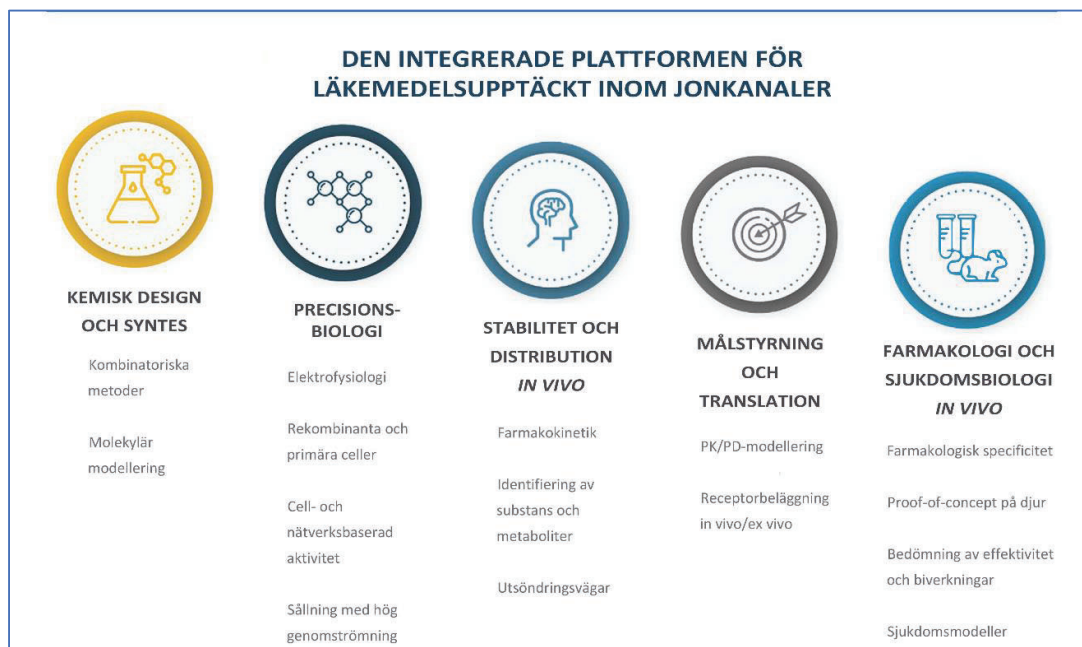 DEN INTEGRERADE PLATTFORMEN FÖR
LÄKEMEDELSUPPTÄCKT INOM JONKANALER
KEMISK DESIGN
OCH SYNTES
Kombinatoriska
metoder
Molekylär
modellering
PRECISIONS-
BIOLOGI
Elektrofysiologi
Rekombinanta och
primära celler
Cell- och
nätverksbaserad
aktivitet
Sållning med hög
genomströmning
STABILITET OCH
DISTRIBUTION
IN VIVO
Farmakokinetik
Identifiering av
substans och
metaboliter
Utsöndringsvägar
MÅLSTYRNING
OCH
TRANSLATION
PK/PD-modellering
Receptorbeläggning
in vivo/ex vivo
FARMAKOLOGI OCH
SJUKDOMSBIOLOGI
IN VIVO
Farmakologisk specificitet
Proof-of-concept på djur
Bedömning av effektivitet
och biverkningar
Sjukdomsmodeller